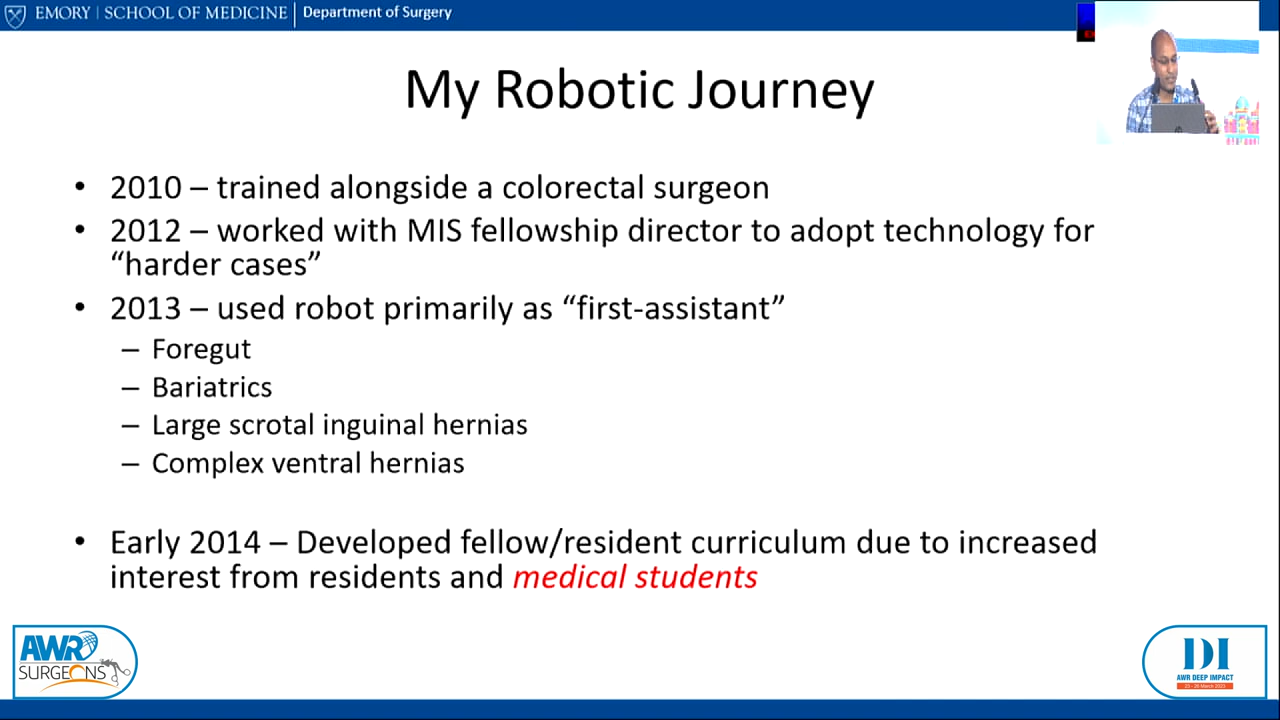 EMORY | SCHOOL OF MEDICINE | Department of Surgery
My Robotic Journey
• 2010 – trained alongside a colorectal surgeon
• 2012 – worked with MIS fellowship director to adopt technology for
“harder cases”
• 2013 – used robot primarily as “first-assistant”
– Foregut
– Bariatrics
– Large scrotal inguinal hernias
– Complex ventral hernias
• Early 2014 – Developed fellow/resident curriculum due to increased
interest from residents and medical students
AWR
SURGEONS
DI
AWR DEEP IMPACT